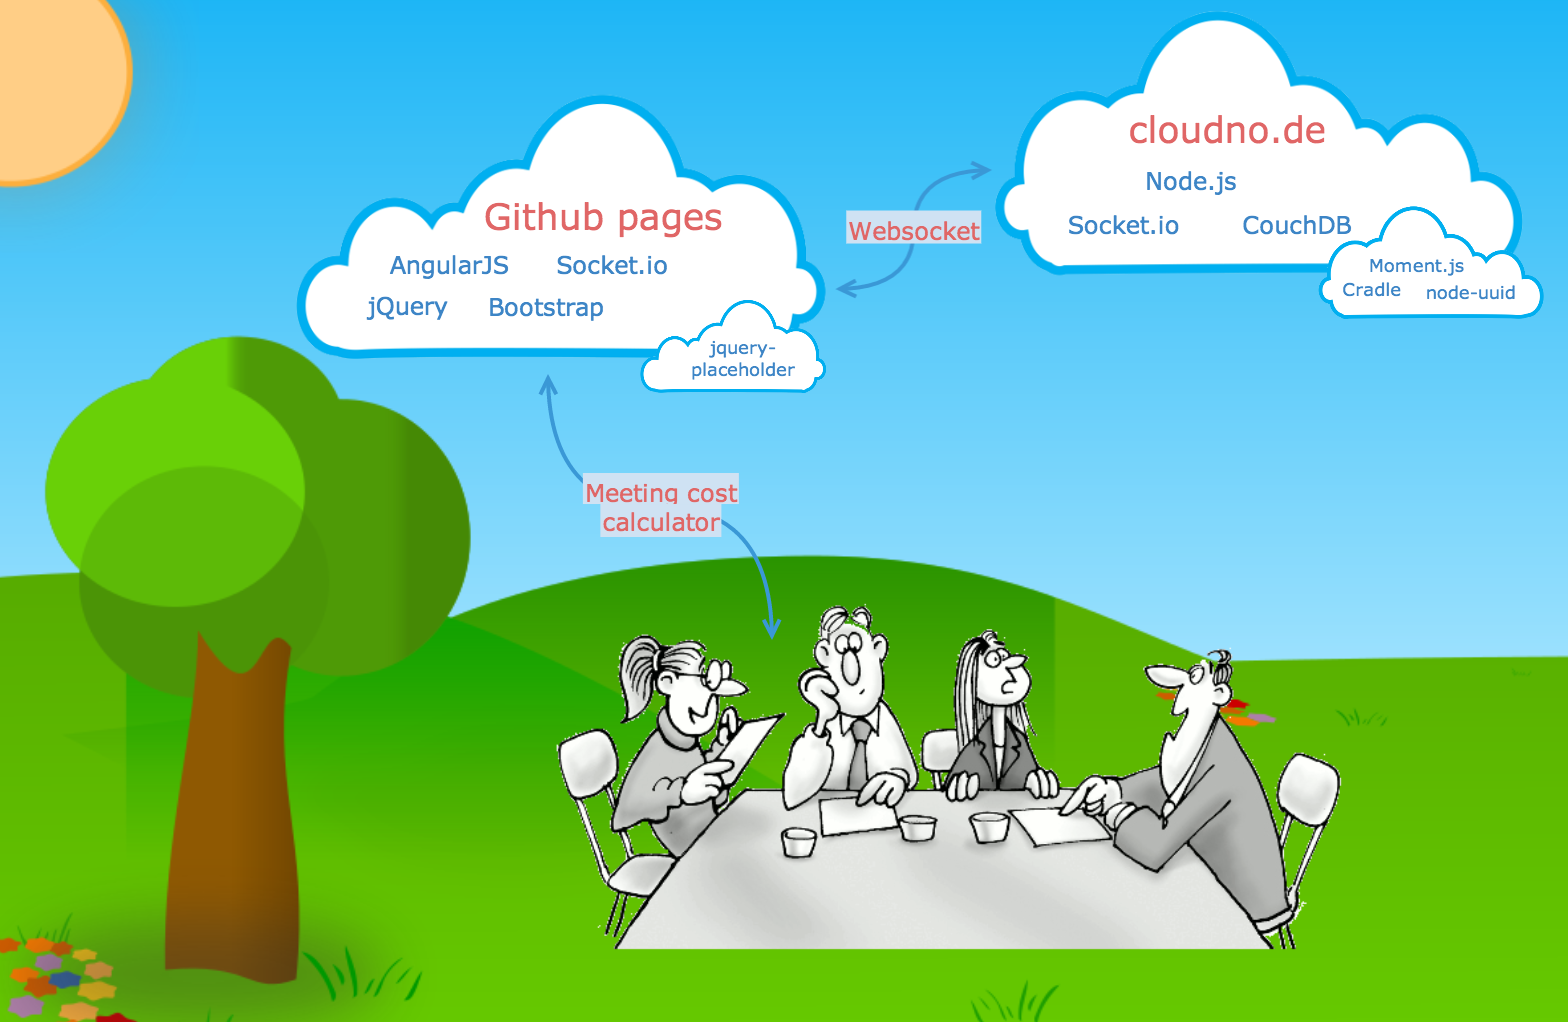 cloudno.de
Node.js
Socket.io CouchDB
Moment.js
Cradle node-uuid
Websocket
Github pages
AngularJS Socket.io
jQuery Bootstrap
jquery-
placeholder
Meeting cost
calculator